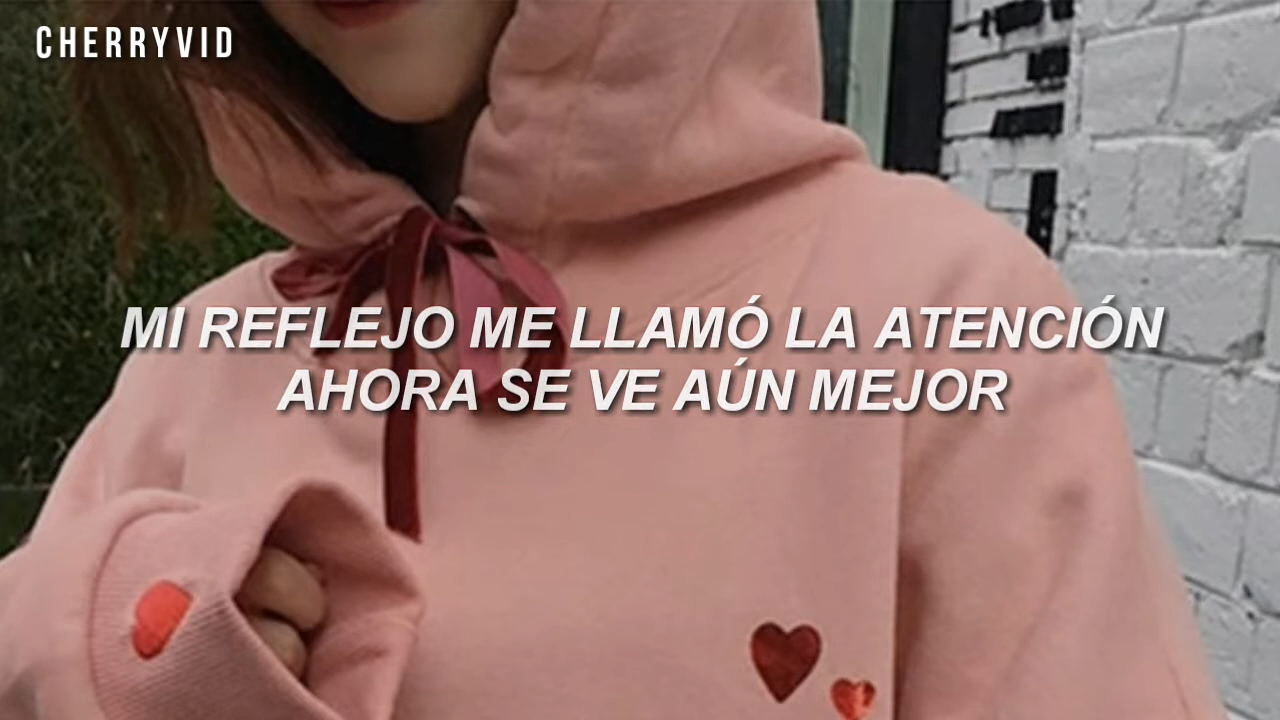 CHERRYVID
MI REFLEJO ME LLAMÓ LA ATENCIÓN
AHORA SE VE AÚN MEJOR